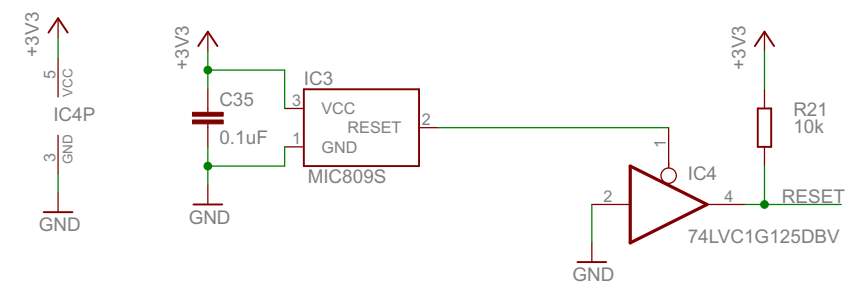 +3V3
5
VCC
IC4P
3
GND
GND
+3V3
C35
0.1uF
GND
IC3
3
VCC
RESET
2
1
GND
MIC809S
1
IC4
2
4
74LVC1G125DBV
GND
+3V3
R21
10k
RESET